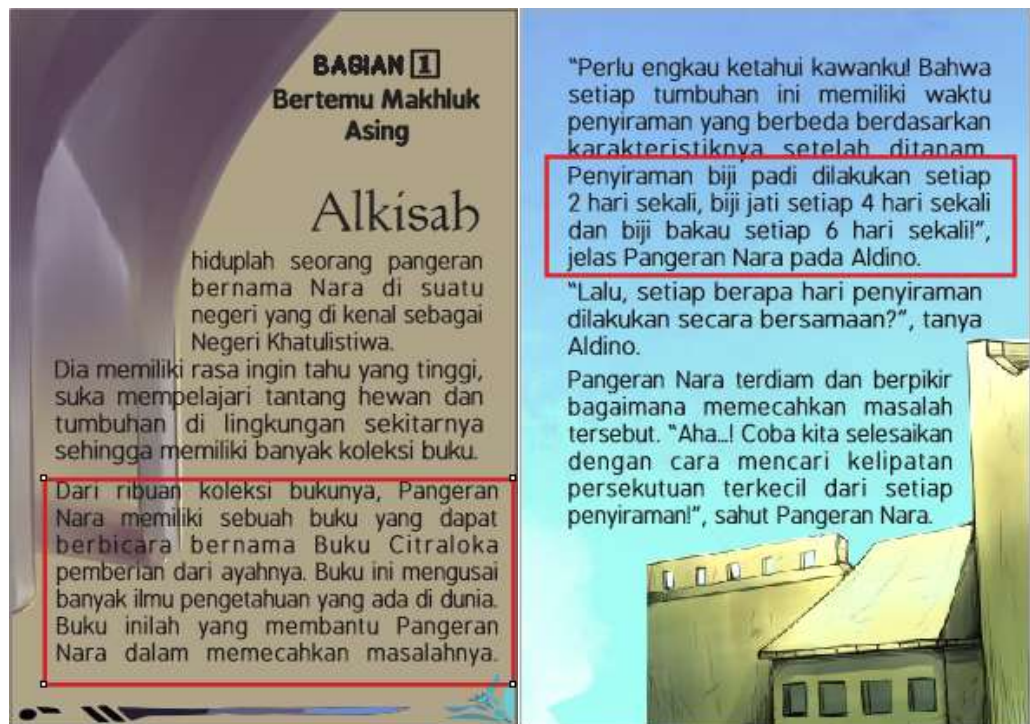 BAGIAN 1
Bertemu Makhluk
Asing
Alkisah
hiduplah seorang pangeran
bernama Nara di suatu
negeri yang di kenal sebagai
Negeri Khatulistiwa.
Dia memiliki rasa ingin tahu yang tinggi,
suka mempelajari tantang hewan dan
tumbuhan di lingkungan sekitarnya
sehingga memiliki banyak koleksi buku.
Dari ribuan koleksi bukunya, Pangeran
Nara memiliki sebuah buku yang dapat
berbicara bernama Buku Citraloka
pemberian dari ayahnya. Buku ini mengusai
banyak ilmu pengetahuan yang ada di dunia.
Buku inilah yang membantu Pangeran
Nara dalam memecahkan masalahnya.
"Perlu engkau ketahui kawanku! Bahwa
setiap tumbuhan ini memiliki waktu
penyiraman yang berbeda berdasarkan
karakteristiknya setelah ditanam.
Penyiraman biji padi dilakukan setiap
2 hari sekali, biji jati setiap 4 hari sekali
dan biji bakau setiap 6 hari sekali!",
jelas Pangeran Nara pada Aldino.
"Lalu, setiap berapa hari penyiraman
dilakukan secara bersamaan?", tanya
Aldino.
Pangeran Nara terdiam dan berpikir
bagaimana memecahkan masalah
tersebut. "Aha...! Coba kita selesaikan
dengan cara mencari kelipatan
persekutuan terkecil dari setiap
penyiraman!", sahut Pangeran Nara.